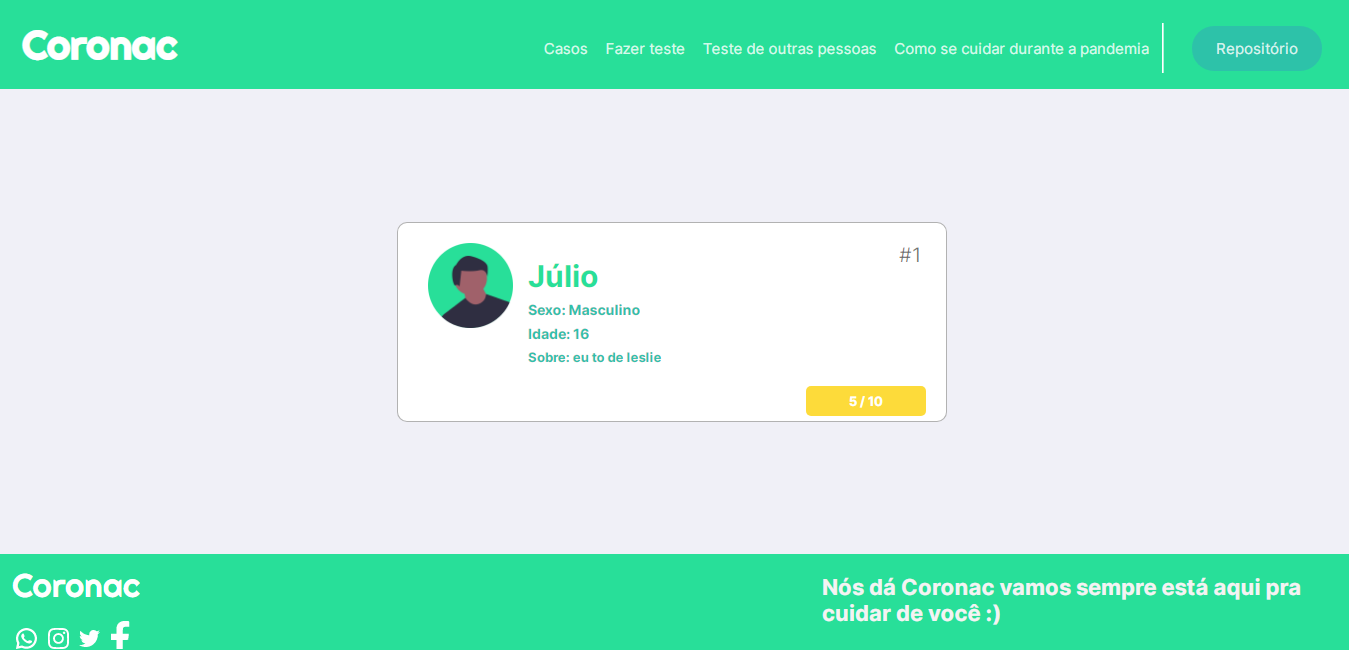 Coronac
Casos Fazer teste Teste de outras pessoas Como se cuidar durante a pandemia Repositório
#1
Júlio
Sexo: Masculino
Idade: 16
Sobre: eu to de leslie
5 / 10
Coronac
Nós dá Coronac vamos sempre está aqui pra
cuidar de você :)